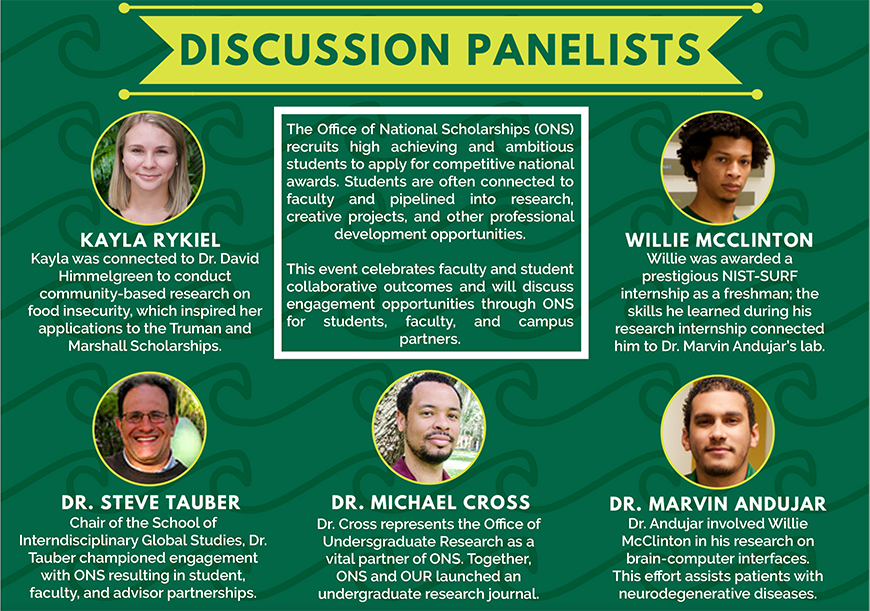 DISCUSSION PANELISTS
KAYLA RYKIEL
Kayla was connected to Dr. David
Himmelgreen to conduct
community-based research on
food insecurity, which inspired her
applications to the Truman and
Marshall Scholarships.
The Office of National Scholarships (ONS)
recruits high achieving and ambitious
students to apply for competitive national
awards. Students are often connected to
faculty and pipelined into research,
creative projects, and other professional
development opportunities.
This event celebrates faculty and student
collaborative outcomes and will discuss
engagement opportunities through ONS
for students, faculty, and campus
partners.
WILLIE MCCLINTON
Willie was awarded a
prestigious NIST-SURF
internship as a freshman; the
skills he learned during his
research internship connected
him to Dr. Marvin Andujar's lab.
DR. STEVE TAUBER
Chair of the School of
Interndisciplinary Global Studies, Dr.
Tauber championed engagement
with ONS resulting in student,
faculty, and advisor partnerships.
DR. MICHAEL CROSS
Dr. Cross represents the Office of
Undersgraduate Research as a
vital partner of ONS. Together,
ONS and OUR launched an
undergraduate research journal.
DR. MARVIN ANDUJAR
Dr. Andujar involved Willie
McClinton in his research on
brain-computer interfaces.
This effort assists patients with
neurodegenerative diseases.